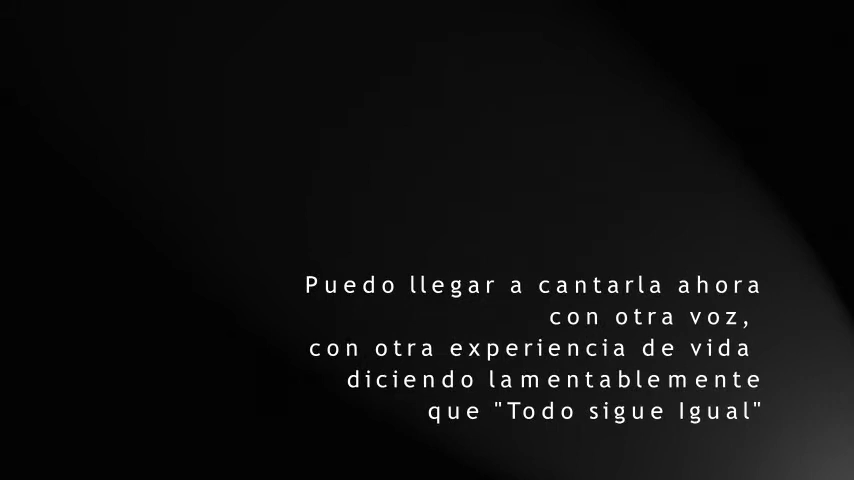 Puedo llegar a cantarla ahora
con otra voz,
con otra experiencia de vida
diciendo lamentablemente
que "Todo sigue Igual"